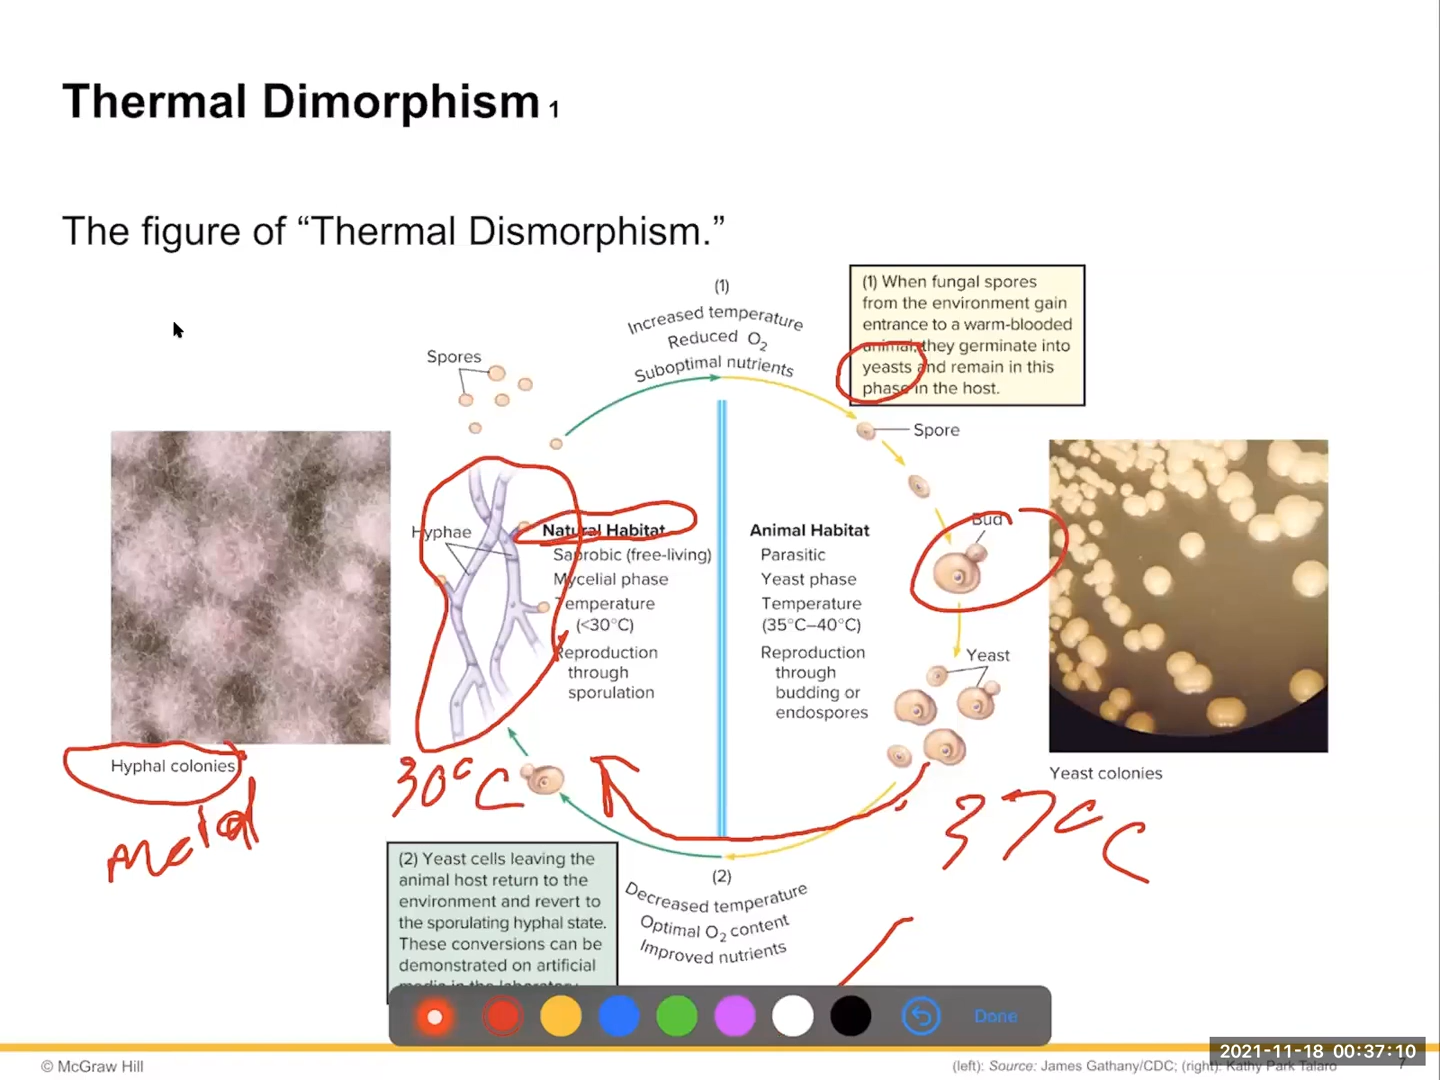 Thermal Dimorphism 1
The figure of “Thermal Dismorphism.”
(1)
Increased temperature
Reduced O2
Suboptimal nutrients
(1) When fungal spores
from the environment gain
entrance to a warm-blooded
animal, they germinate into
yeasts and remain in this
phase in the host.
Spores
Spore
Hyphae
Natural Habitat
Saprobic (free-living)
Mycelial phase
Temperature
(<30°C)
Reproduction
through
sporulation
Animal Habitat
Parasitic
Yeast phase
Temperature
(35°C–40°C)
Reproduction
through
budding or
endospores
Bud
Yeast
Hyphal colonies
Yeast colonies
30°C
37°C
(2) Yeast cells leaving the
animal host return to the
environment and revert to
the sporulating hyphal state.
These conversions can be
demonstrated on artificial
media in the laboratory.
(2)
Decreased temperature
Optimal O2 content
Improved nutrients
Done
2021-11-18 00:37:10
© McGraw Hill
(left): Source: James Gathany/CDC; (right): Kathy Park Talaro
7